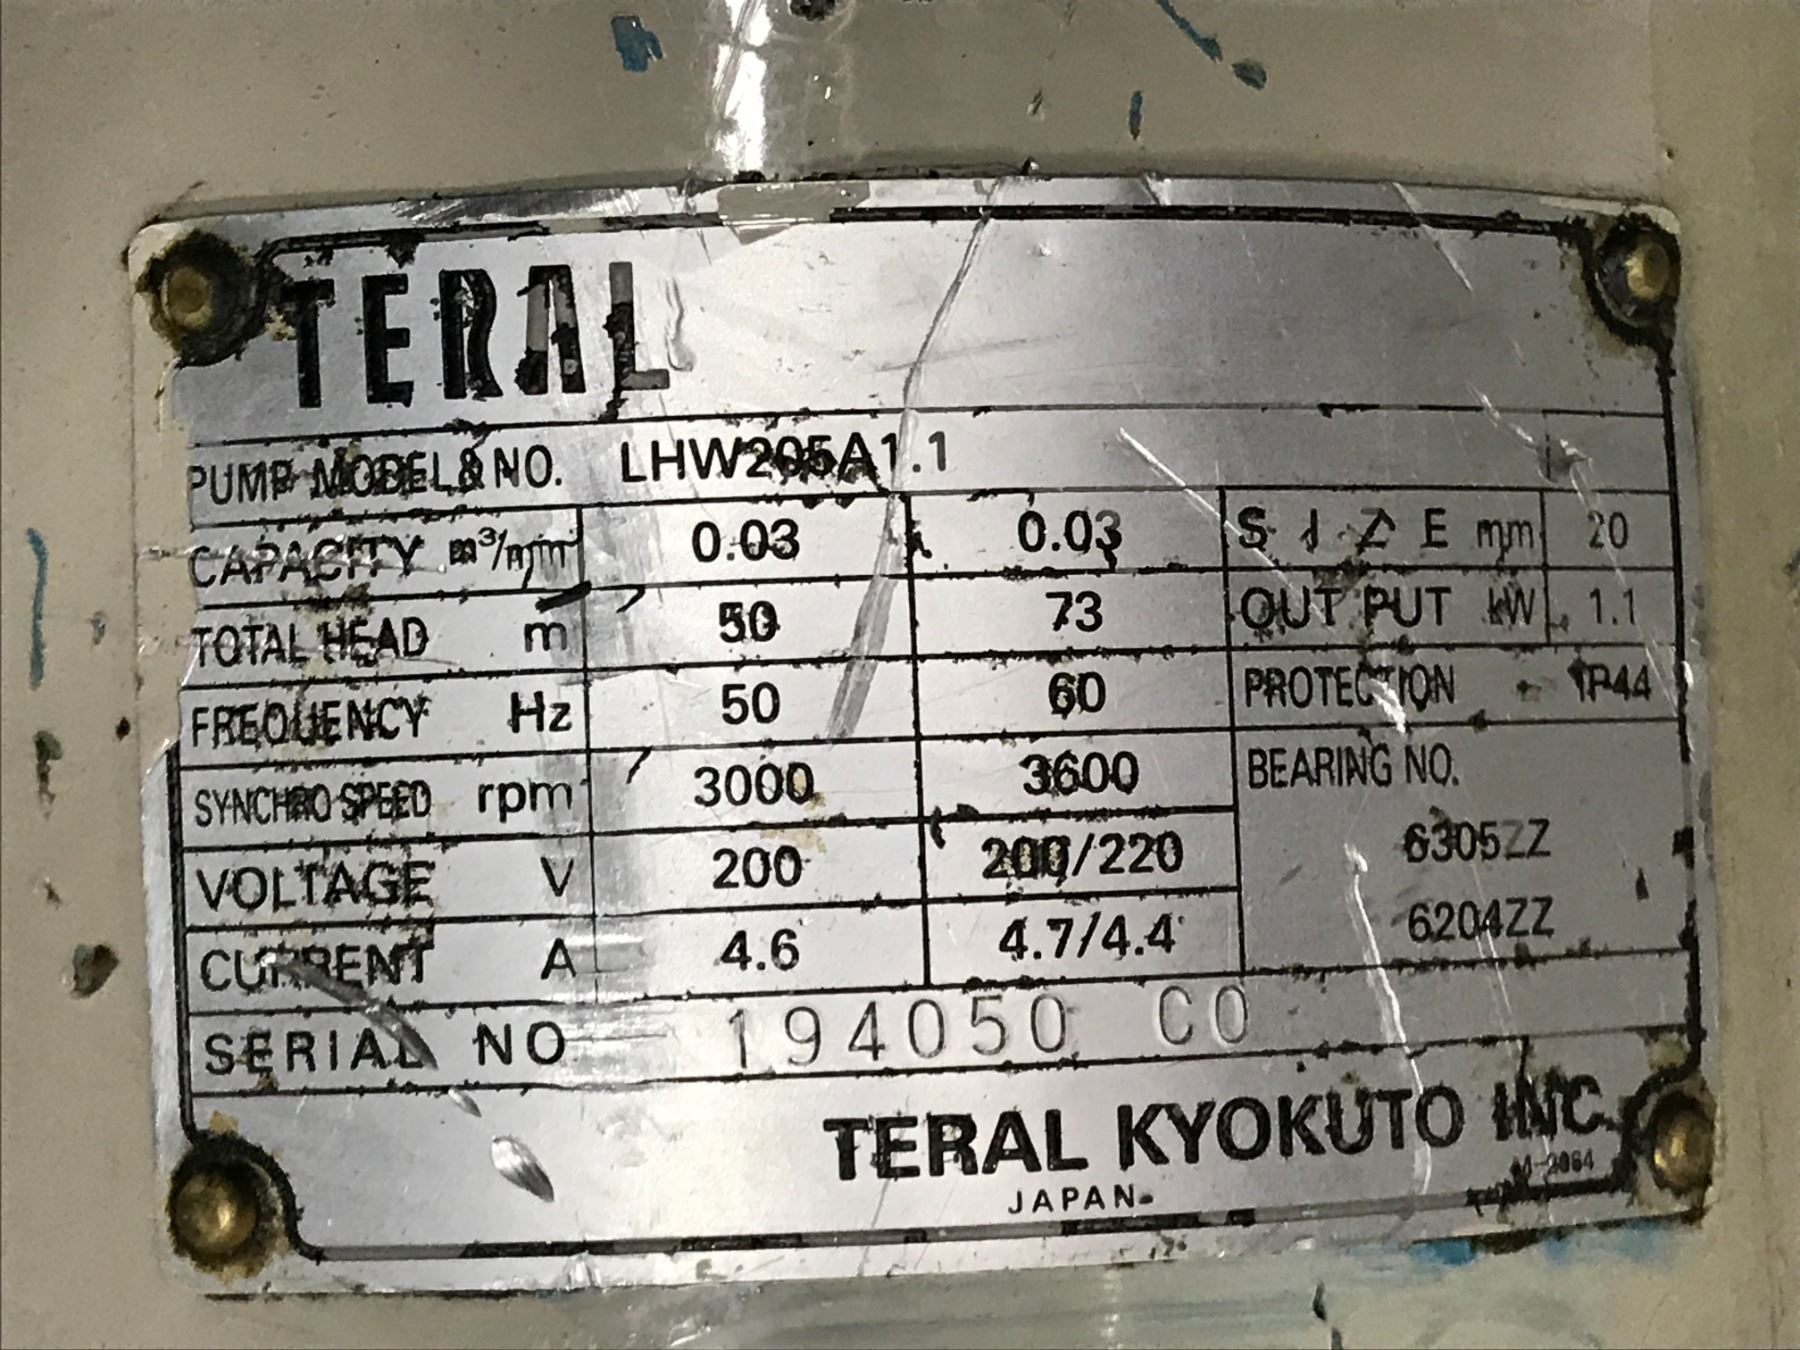 TERAL
PUMP MODEL & NO. LHW205A1.1
CAPACITY m³/min 0.03 0.03 SIZE mm 20
TOTAL HEAD m 50 73 OUT PUT kW 1.1
FREQUENCY Hz 50 60 PROTECTION IP44
SYNCHRO SPEED rpm 3000 3600 BEARING NO.
VOLTAGE V 200 200/220 6305ZZ
CURRENT A 4.6 4.7/4.4 6204ZZ
SERIAL NO 194050 C0
TERAL KYOKUTO INC.
JAPAN